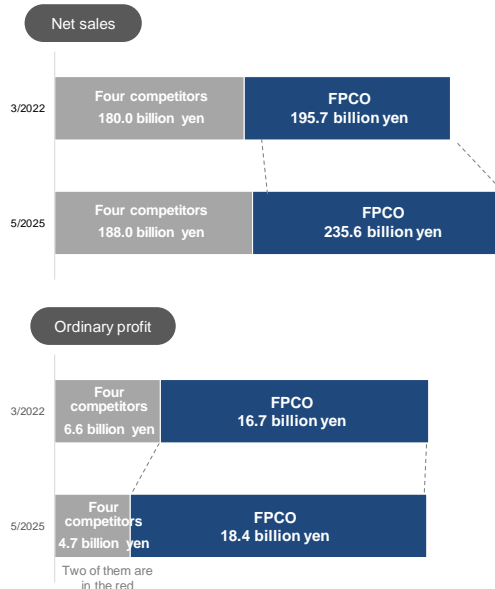 Net sales
3/2022
Four competitors
180.0 billion yen
FPCO
195.7 billion yen
5/2025
Four competitors
188.0 billion yen
FPCO
235.6 billion yen
Ordinary profit
3/2022
Four
competitors
6.6 billion yen
FPCO
16.7 billion yen
5/2025
Four
competitors
4.7 billion yen
FPCO
18.4 billion yen
Two of them are
in the red